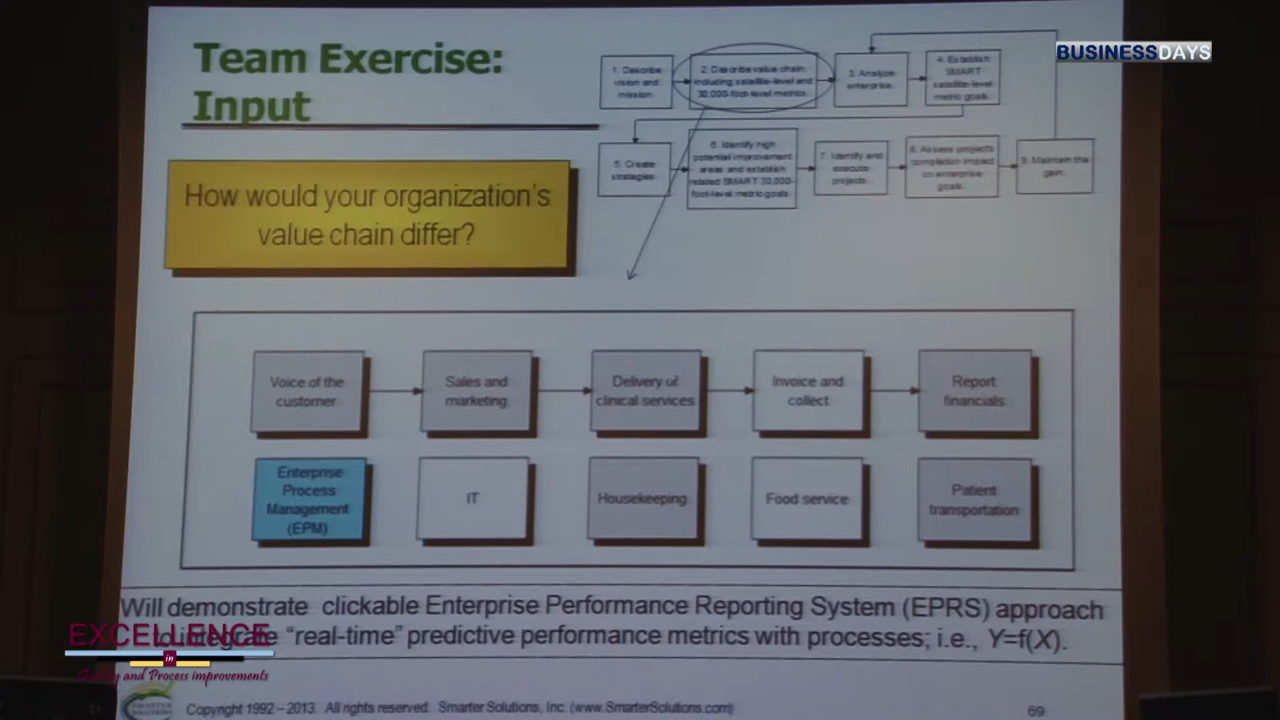 Team Exercise:
Input
BUSINESSDAYS
1. Describe
vision and
mission.
2. Describe value chain,
including satellite-level and
30,000-foot-level metrics.
3. Analyze
enterprise.
4. Establish
SMART
satellite-level
metric goals.
5. Create
strategies.
6. Identify high
potential improvement
areas and establish
related SMART 30,000-
foot-level metric goals
7. Identify and
execute
projects.
8. Assess project's
completion impact
on enterprise
goals.
9. Maintain the
gain.
How would your organization's
value chain differ?
Voice of the
customer
Sales and
marketing
Delivery of
clinical services
Invoice and
collect
Report
financials
Enterprise
Process
Management
(EPM)
IT
Housekeeping
Food service
Patient
transportation
Will demonstrate clickable Enterprise Performance Reporting System (EPRS) approach
to integrate “real-time” predictive performance metrics with processes; i.e., Y=f(X).
EXCELLENCE
in
Quality and Process improvements
SMARTER
SOLUTIONS
Copyright 1992 – 2013. All rights reserved. Smarter Solutions, Inc. (www.SmarterSolutions.com)
69